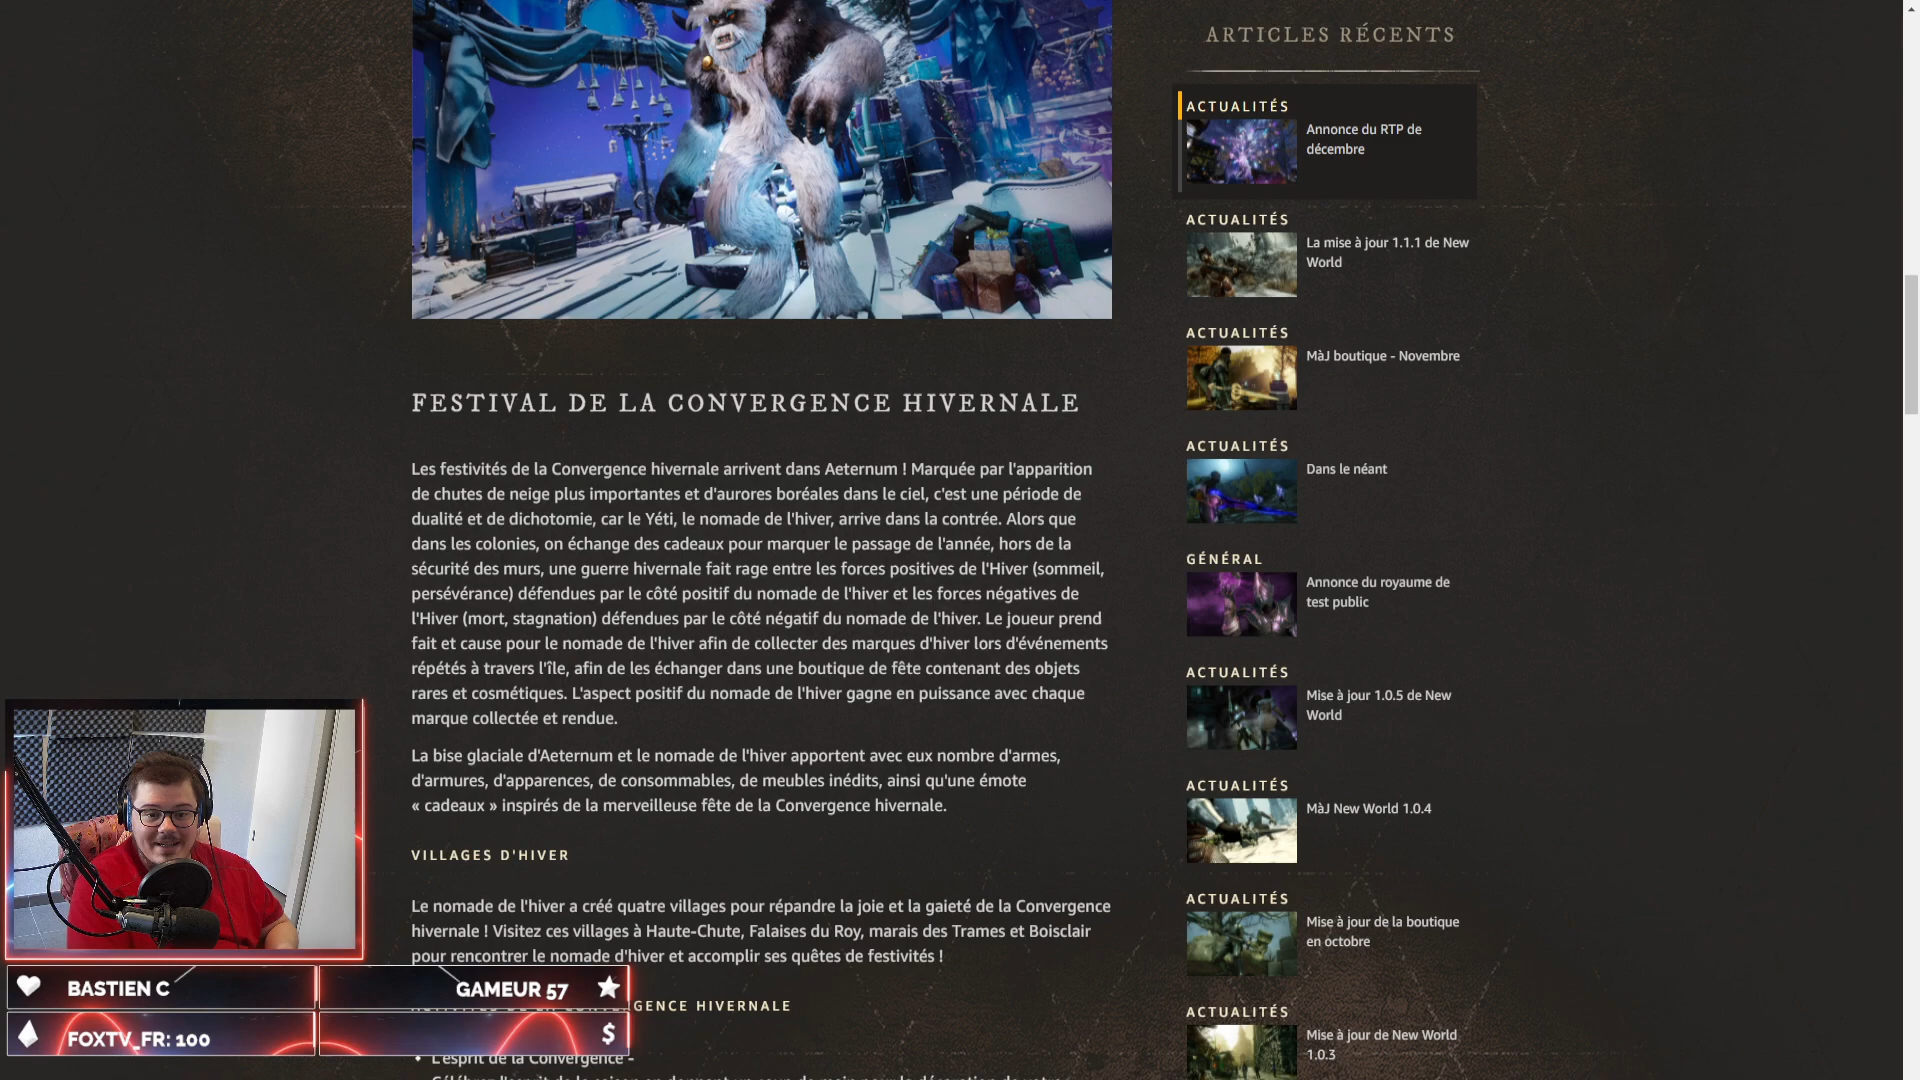 ARTICLES RÉCENTS
ACTUALITÉS
Annonce du RTP de
décembre
ACTUALITÉS
La mise à jour 1.1.1 de New
World
ACTUALITÉS
MàJ boutique - Novembre
ACTUALITÉS
Dans le néant
GÉNÉRAL
Annonce du royaume de
test public
ACTUALITÉS
Mise à jour 1.0.5 de New
World
ACTUALITÉS
MàJ New World 1.0.4
ACTUALITÉS
Mise à jour de la boutique
en octobre
ACTUALITÉS
Mise à jour de New World
1.0.3
FESTIVAL DE LA CONVERGENCE HIVERNALE
Les festivités de la Convergence hivernale arrivent dans Aeternum ! Marquée par l'apparition
de chutes de neige plus importantes et d'aurores boréales dans le ciel, c'est une période de
dualité et de dichotomie, car le Yéti, le nomade de l'hiver, arrive dans la contrée. Alors que
dans les colonies, on échange des cadeaux pour marquer le passage de l'année, hors de la
sécurité des murs, une guerre hivernale fait rage entre les forces positives de l'Hiver (sommeil,
persévérance) défendues par le côté positif du nomade de l'hiver et les forces négatives de
l'Hiver (mort, stagnation) défendues par le côté négatif du nomade de l'hiver. Le joueur prend
fait et cause pour le nomade de l'hiver afin de collecter des marques d'hiver lors d'événements
répétés à travers l'île, afin de les échanger dans une boutique de fête contenant des objets
rares et cosmétiques. L'aspect positif du nomade de l'hiver gagne en puissance avec chaque
marque collectée et rendue.
La bise glaciale d'Aeternum et le nomade de l'hiver apportent avec eux nombre d'armes,
d'armures, d'apparences, de consommables, de meubles inédits, ainsi qu'une émote
« cadeaux » inspirés de la merveilleuse fête de la Convergence hivernale.
VILLAGES D'HIVER
Le nomade de l'hiver a créé quatre villages pour répandre la joie et la gaieté de la Convergence
hivernale ! Visitez ces villages à Haute-Chute, Falaises du Roy, marais des Trames et Boisclair
pour rencontrer le nomade d'hiver et accomplir ses quêtes de festivités !
GENCE HIVERNALE
L'esprit de la Convergence -
BASTIEN C
GAMEUR 57
FOXTV_FR: 100
$